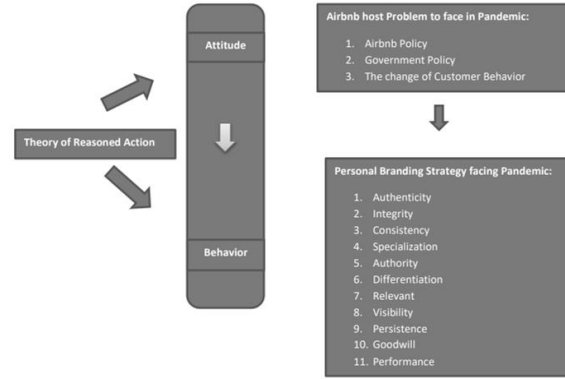 Theory of Reasoned Action
Attitude
Behavior
Airbnb host Problem to face in Pandemic:
1. Airbnb Policy
2. Government Policy
3. The change of Customer Behavior
Personal Branding Strategy facing Pandemic:
1. Authenticity
2. Integrity
3. Consistency
4. Specialization
5. Authority
6. Differentiation
7. Relevant
8. Visibility
9. Persistence
10. Goodwill
11. Performance